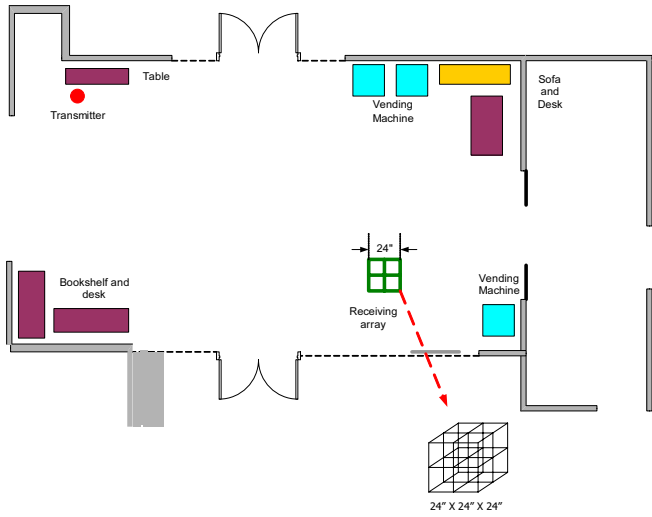 Table
Transmitter
Vending
Machine
Sofa
and
Desk
24"
Bookshelf and
desk
Vending
Machine
Receiving
array
24" X 24" X 24"